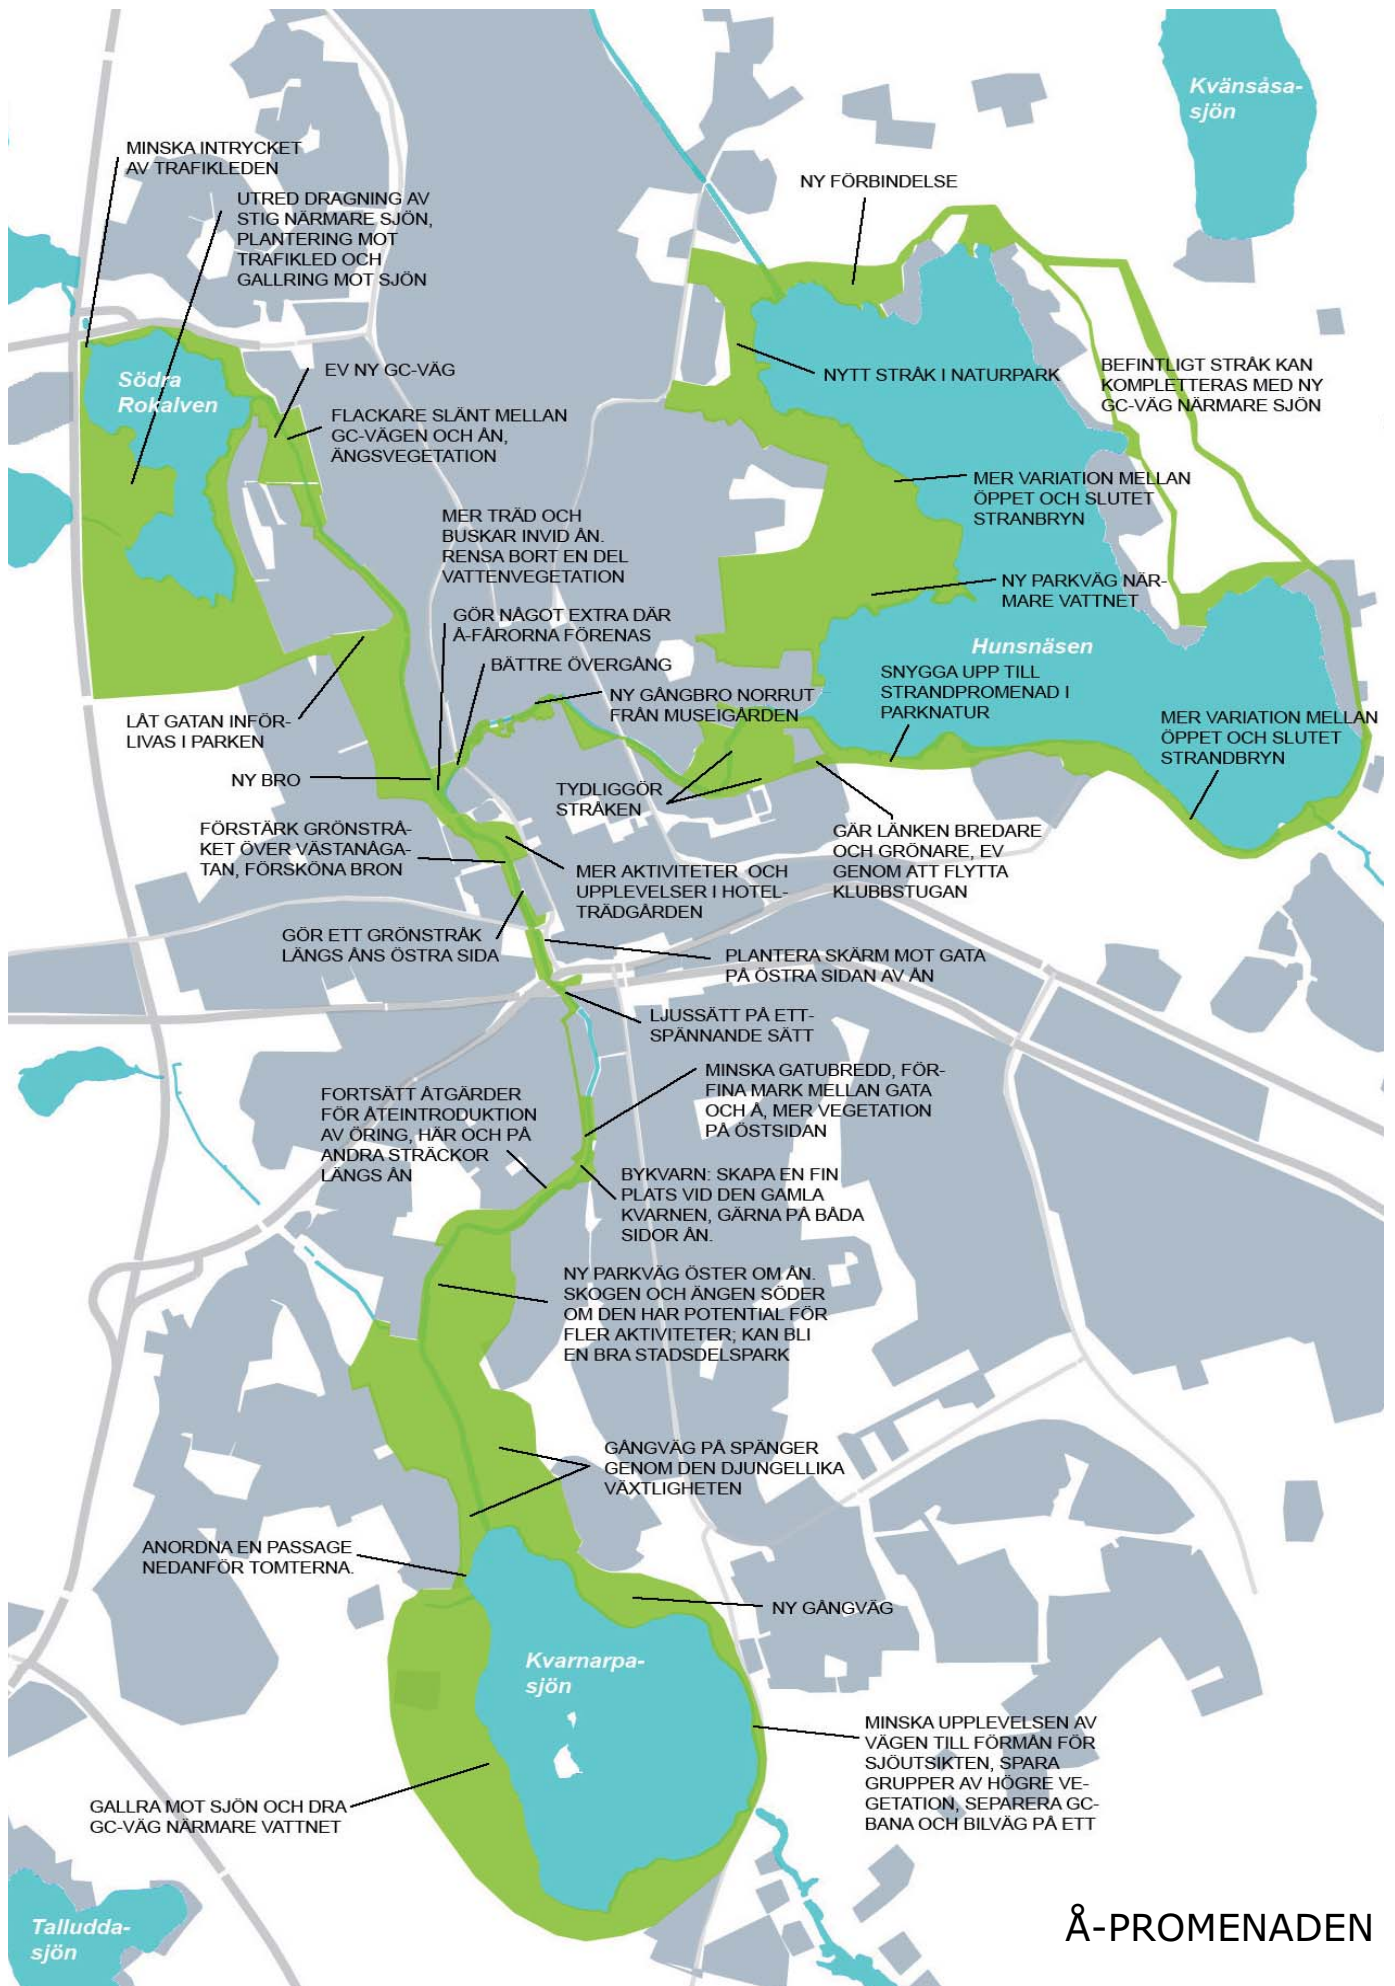 Kvänsåsa-
sjön
MINSKA INTRYCKET
AV TRAFIKLEDEN
UTRED DRAGNING AV
STIG NÄRMARE SJÖN,
PLANTERING MOT
TRAFIKLED OCH
GALLRING MOT SJÖN
NY FÖRBINDELSE
Södra
Rokalven
EV NY GC-VÄG
FLACKARE SLÄNT MELLAN
GC-VÄGEN OCH ÅN,
ÄNGSVEGETATION
NYTT STRÅK I NATURPARK
BEFINTLIGT STRÅK KAN
KOMPLETTERAS MED NY
GC-VÄG NÄRMARE SJÖN
MER VARIATION MELLAN
ÖPPET OCH SLUTET
STRANBRYN
MER TRÄD OCH
BUSKAR INVID ÅN.
RENSA BORT EN DEL
VATTENVEGETATION
NY PARKVÄG NÄR-
MARE VATTNET
GÖR NÅGOT EXTRA DÄR
Å-FÅRORNA FÖRENAS
Hunsnäsen
BÄTTRE ÖVERGÅNG
NY GÅNGBRO NORRUT
FRÅN MUSEIGÅRDEN
SNYGGA UPP TILL
STRANDPROMENAD I
PARKNATUR
LÅT GATAN INFÖR-
LIVAS I PARKEN
MER VARIATION MELLAN
ÖPPET OCH SLUTET
STRANDBRYN
NY BRO
TYDLIGGÖR
STRÅKEN
FÖRSTÄRK GRÖNSTRÅ-
KET ÖVER VÄSTANÅGA-
TAN, FÖRSKÖNA BRON
GÄR LÄNKEN BREDARE
OCH GRÖNARE, EV
GENOM ATT FLYTTA
KLUBBSTUGAN
MER AKTIVITETER OCH
UPPLEVELSER I HOTEL-
TRÄDGÅRDEN
GÖR ETT GRÖNSTRÅK
LÄNGS ÅNS ÖSTRA SIDA
PLANTERA SKÄRM MOT GATA
PÅ ÖSTRA SIDAN AV ÅN
LJUSSÄTT PÅ ETT-
SPÄNNANDE SÄTT
MINSKA GATUBREDD, FÖR-
FINA MARK MELLAN GATA
OCH Å, MER VEGETATION
PÅ ÖSTSIDAN
FORTSÄTT ÅTGÄRDER
FÖR ÅTEINTRODUKTION
AV ÖRING, HÄR OCH PÅ
ANDRA STRÄCKOR
LÄNGS ÅN
BYKVARN: SKAPA EN FIN
PLATS VID DEN GAMLA
KVARNEN, GÄRNA PÅ BÅDA
SIDOR ÅN.
NY PARKVÄG ÖSTER OM ÅN.
SKOGEN OCH ÄNGEN SÖDER
OM DEN HAR POTENTIAL FÖR
FLER AKTIVITETER; KAN BLI
EN BRA STADSDELSPARK
GÅNGVÄG PÅ SPÄNGER
GENOM DEN DJUNGELLIKA
VÄXTLIGHETEN
ANORDNA EN PASSAGE
NEDANFÖR TOMTERNA.
NY GÅNGVÄG
Kvarnarpa-
sjön
MINSKA UPPLEVELSEN AV
VÄGEN TILL FÖRMÅN FÖR
SJÖUTSIKTEN, SPARA
GRUPPER AV HÖGRE VE-
GETATION, SEPARERA GC-
BANA OCH BILVÄG PÅ ETT
GALLRA MOT SJÖN OCH DRA
GC-VÄG NÄRMARE VATTNET
Talludda-
sjön
Å-PROMENADEN